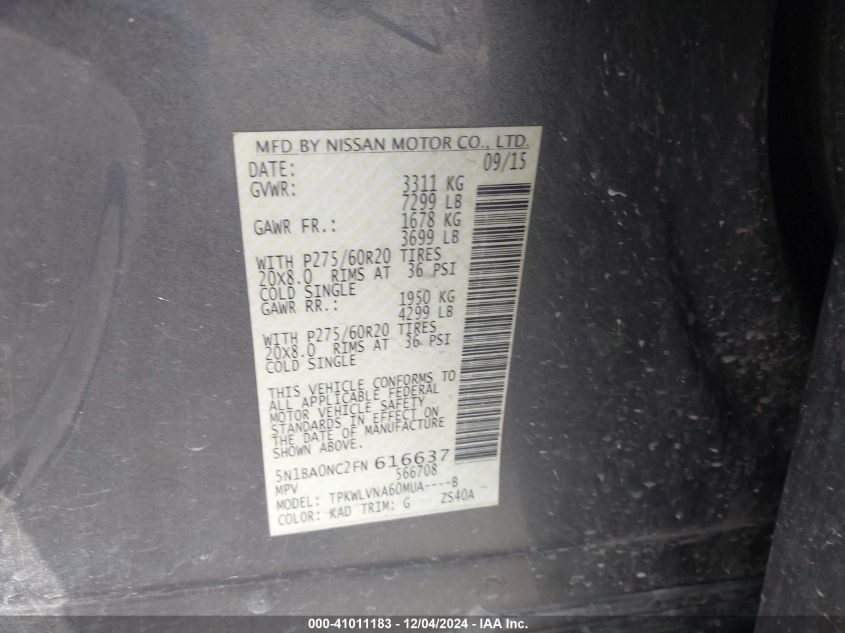 MFD BY NISSAN MOTOR CO., LTD.
DATE: 09/15
GVWR: 3311 KG
7299 LB
GAWR FR.: 1678 KG
3699 LB
WITH P275/60R20 TIRES
20X8.0 RIMS AT 36 PSI
COLD SINGLE
GAWR RR.: 1950 KG
4299 LB
WITH P275/60R20 TIRES
20X8.0 RIMS AT 36 PSI
COLD SINGLE
THIS VEHICLE CONFORMS TO
ALL APPLICABLE FEDERAL
MOTOR VEHICLE SAFETY
STANDARDS IN EFFECT ON
THE DATE OF MANUFACTURE
SHOWN ABOVE.
5N1BA0NC2FN 616637
MPV 566708
MODEL: TPKWLVNA60MUA----B
COLOR: KAD TRIM: G ZS40A
000-41011183 - 12/04/2024 - IAA Inc.